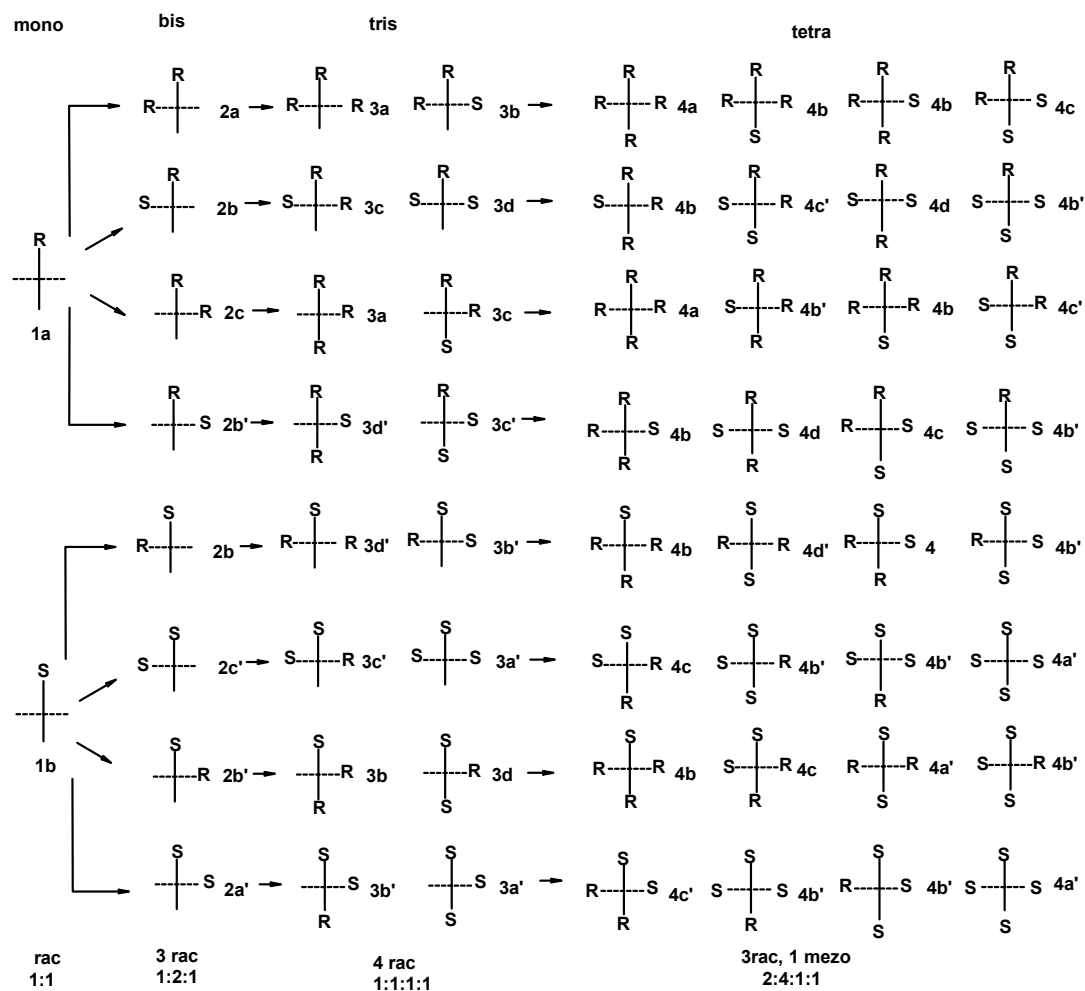 mono bis tris tetra
R R R R R R R
R 2a R R 3a R S 3b R R 4a R R 4b R S 4b R S 4c
R S R S
R R R R R R R
S 2b S R 3c S S 3d S R 4b S R 4c' S S 4d S S 4b'
R S R S
R
1a
R R R R R R R
R 2c R 3a R 3c R R 4a S R 4b' R R 4b S R 4c'
R S R R S S
R R R R R R R
S 2b' S 3d' S 3c' R S 4b S S 4d R S 4c S S 4b'
R S R R S S
S S S S S S S
R 2b R R 3d' R S 3b' R R 4b R R 4d' R S 4 R S 4b'
R S R S
S S S S S S S
S 2c' S R 3c' S S 3a' S R 4c S R 4b' S S 4b' S S 4a'
R S R S
S
1b
S S S S S S S
R 2b' R 3b R 3d R R 4b S R 4c R R 4a' S R 4b'
R S R R S S
S S S S S S S
S 2a' S 3b' S 3a' R S 4c' S S 4b' R S 4b' S S 4a'
R S R R S S
rac 3 rac 4 rac 3rac, 1 mezo
1:1 1:2:1 1:1:1:1 2:4:1:1